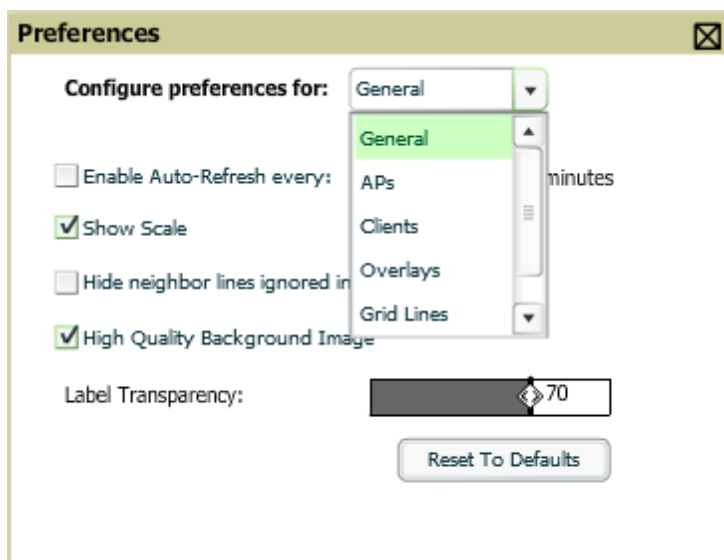 Preferences
Configure preferences for: General
General
Enable Auto-Refresh every: minutes
APs
Show Scale
Clients
Overlays
Hide neighbor lines ignored in
Grid Lines
High Quality Background Image
Label Transparency: 70
Reset To Defaults